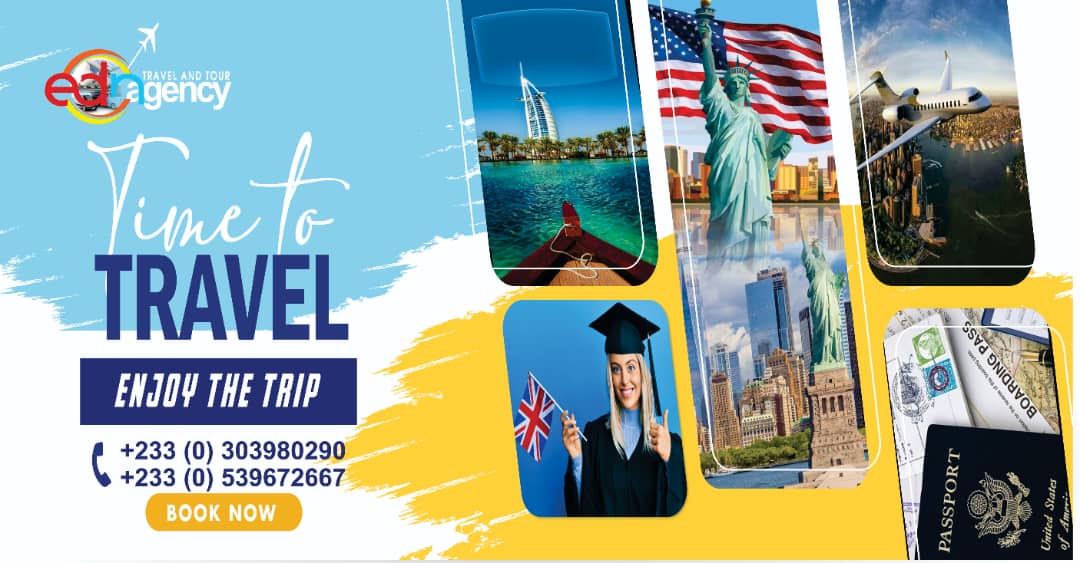 TRAVEL AND TOUR
edn agency
Time to
TRAVEL
ENJOY THE TRIP
+233 (0) 303980290
+233 (0) 539672667
BOOK NOW
BOARDING PASS
PASSPORT
United States
of America